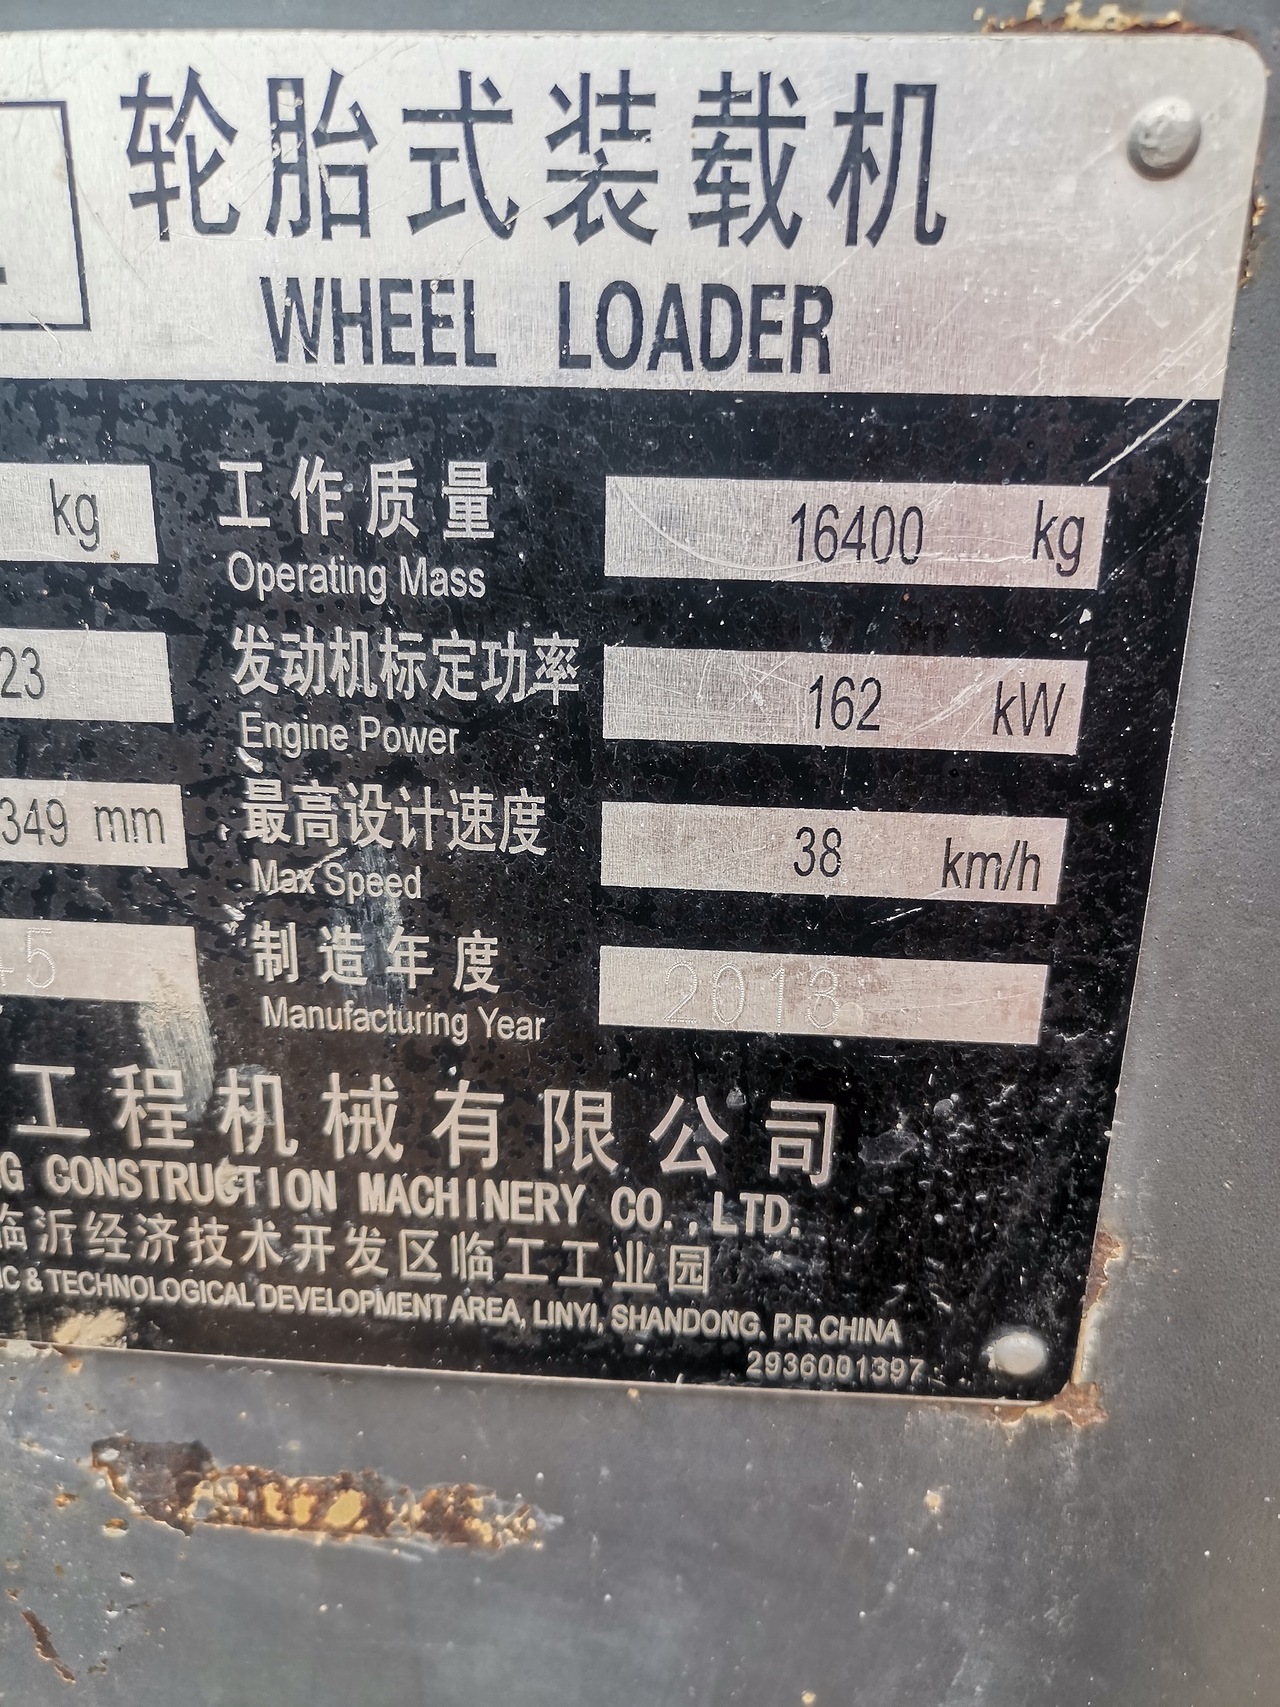 轮胎式装载机
WHEEL LOADER
kg 工作质量 16400 kg
Operating Mass
23 发动机标定功率 162 kW
Engine Power
349 mm 最高设计速度 38 km/h
Max Speed
45 制造年度 2013
Manufacturing Year
工程机械有限公司
NG CONSTRUCTION MACHINERY CO.,LTD.
临沂经济技术开发区临工工业园
IC & TECHNOLOGICAL DEVELOPMENT AREA, LINYI, SHANDONG. P.R.CHINA
2936001397